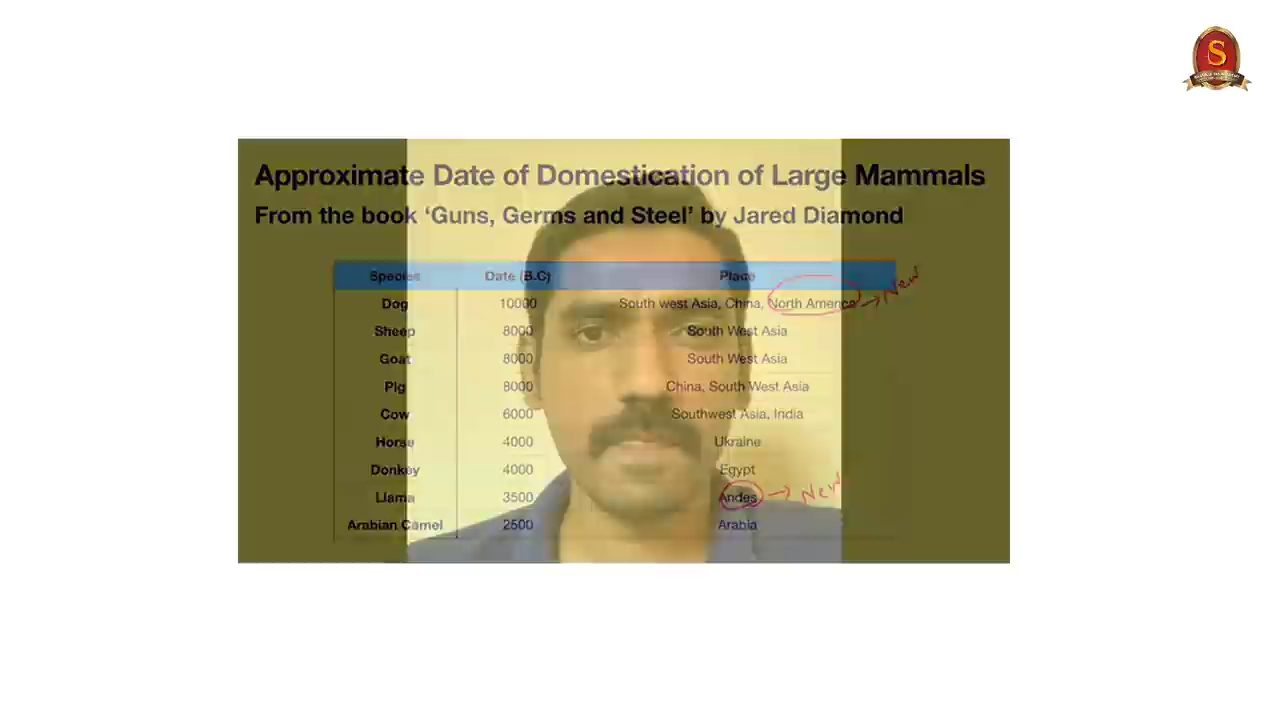 S
Approximate Date of Domestication of Large Mammals
From the book ‘Guns, Germs and Steel’ by Jared Diamond
Species Date (B.C) Place
Dog 10000 South west Asia, China, North America → New
Sheep 8000 South West Asia
Goat 8000 South West Asia
Pig 8000 China, South West Asia
Cow 6000 Southwest Asia, India
Horse 4000 Ukraine
Donkey 4000 Egypt
Llama 3500 Andes → New
Arabian Camel 2500 Arabia